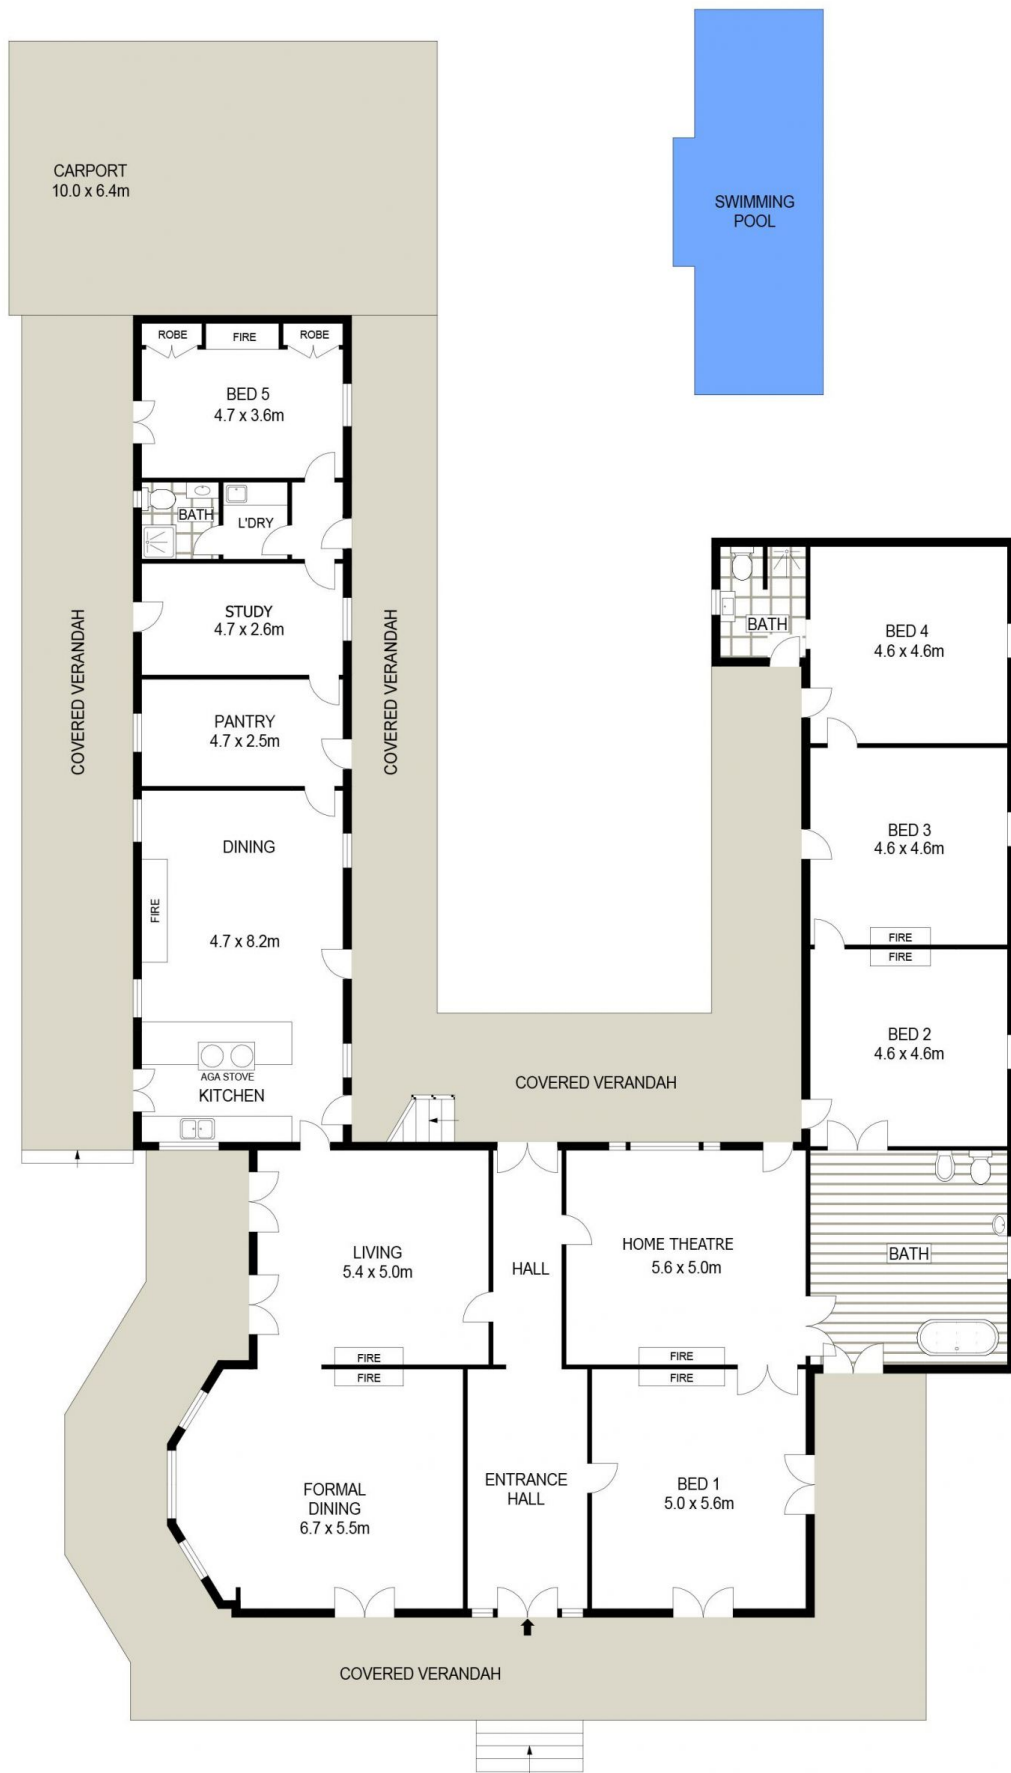 CARPORT
10.0 x 6.4m
SWIMMING
POOL
ROBE
FIRE
ROBE
BED 5
4.7 x 3.6m
BATH
L'DRY
STUDY
4.7 x 2.6m
COVERED VERANDAH
COVERED VERANDAH
PANTRY
4.7 x 2.5m
DINING
FIRE
4.7 x 8.2m
AGA STOVE
KITCHEN
BATH
BED 4
4.6 x 4.6m
BED 3
4.6 x 4.6m
FIRE
FIRE
BED 2
4.6 x 4.6m
COVERED VERANDAH
LIVING
5.4 x 5.0m
HALL
HOME THEATRE
5.6 x 5.0m
BATH
FIRE
FIRE
FIRE
FIRE
FORMAL
DINING
6.7 x 5.5m
ENTRANCE
HALL
BED 1
5.0 x 5.6m
COVERED VERANDAH